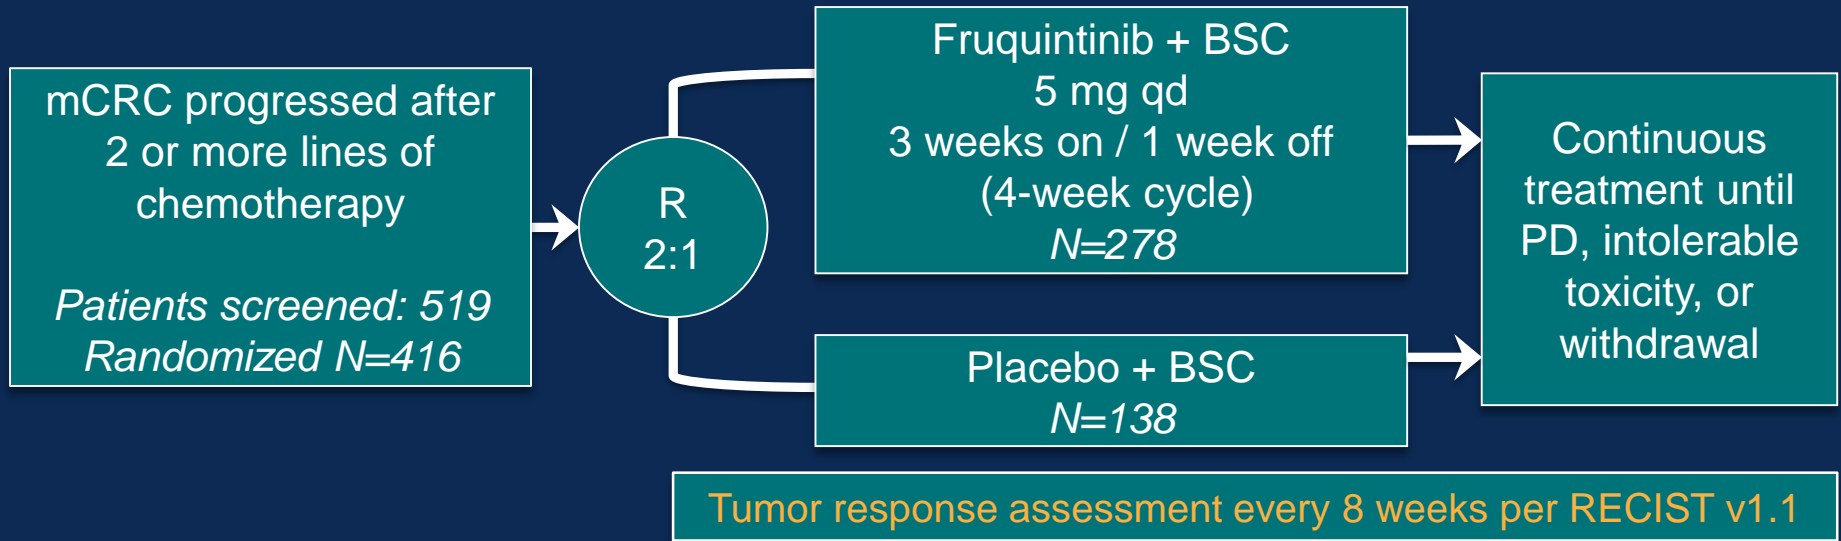 mCRC progressed after
2 or more lines of
chemotherapy
Patients screened: 519
Randomized N=416
R
2:1
Fruquintinib + BSC
5 mg qd
3 weeks on / 1 week off
(4-week cycle)
N=278
Placebo + BSC
N=138
Continuous
treatment until
PD, intolerable
toxicity, or
withdrawal
Tumor response assessment every 8 weeks per RECIST v1.1